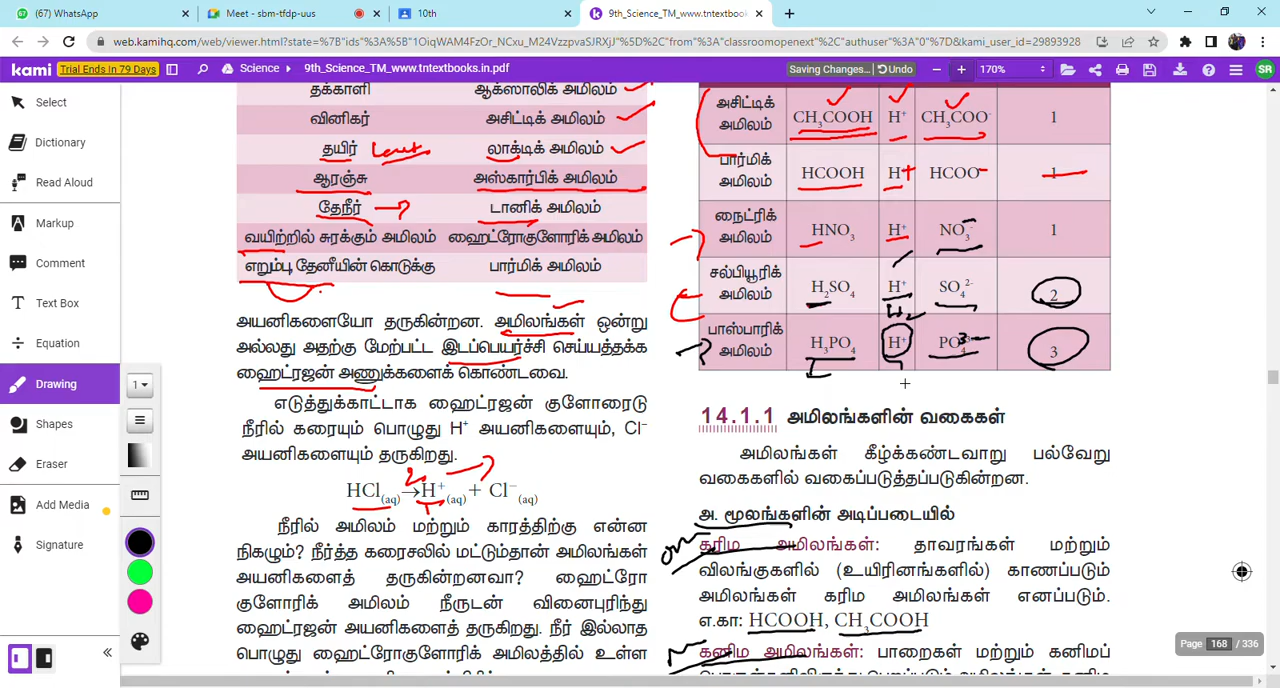 WhatsApp
Meet - sbm-tfdp-uus
10th
9th_Science_TM_www.tntextbooks.in
web.kamihq.com/web/viewer.html?state=%7B"ids"%3A%5B"1OiqWAM4FzOr_NCxu_M24VzzpvaSJRXjJ"%5D%2C"from"%3A"classroomopennext"%2C"authuser"%3A"0"%7D&kami_user_id=29893928
kami
Trial Ends In 79 Days
Science
9th_Science_TM_www.tntextbooks.in.pdf
Saving Changes...
Undo
170%
SR
Select
Dictionary
Read Aloud
Markup
Comment
Text Box
Equation
Drawing
Shapes
Eraser
Add Media
Signature
1
தக்காளி ஆக்ஸாலிக் அமிலம்
வினிகர் அசிட்டிக் அமிலம்
தயிர் லாக்டிக் அமிலம்
ஆரஞ்சு அஸ்கார்பிக் அமிலம்
தேநீர் டானிக் அமிலம்
வயிற்றில் சுரக்கும் அமிலம் ஹைட்ரோகுளோரிக் அமிலம்
எறும்பு, தேனீயின் கொடுக்கு பார்மிக் அமிலம்
அயனிகளையோ தருகின்றன. அமிலங்கள் ஒன்று
அல்லது அதற்கு மேற்பட்ட இடப்பெயர்ச்சி செய்யத்தக்க
ஹைட்ரஜன் அணுக்களைக் கொண்டவை.
எடுத்துக்காட்டாக ஹைட்ரஜன் குளோரைடு
நீரில் கரையும் பொழுது H⁺ அயனிகளையும், Cl⁻
அயனிகளையும் தருகிறது.
HCl(aq) → H⁺(aq) + Cl⁻(aq)
நீரில் அமிலம் மற்றும் காரத்திற்கு என்ன
நிகழும்? நீர்த்த கரைசலில் மட்டும்தான் அமிலங்கள்
அயனிகளைத் தருகின்றனவா? ஹைட்ரோ
குளோரிக் அமிலம் நீருடன் வினைபுரிந்து
ஹைட்ரஜன் அயனிகளைத் தருகிறது. நீர் இல்லாத
பொழுது ஹைட்ரோகுளோரிக் அமிலத்தில் உள்ள
அசிட்டிக்
அமிலம் CH₃COOH H⁺ CH₃COO⁻ 1
பார்மிக்
அமிலம் HCOOH H⁺ HCOO⁻ 1
நைட்ரிக்
அமிலம் HNO₃ H⁺ NO₃⁻ 1
சல்பியூரிக்
அமிலம் H₂SO₄ H⁺ SO₄²⁻ 2
H₂
பாஸ்பாரிக்
அமிலம் H₃PO₄ H⁺ PO₄³⁻ 3
14.1.1 அமிலங்களின் வகைகள்
அமிலங்கள் கீழ்க்கண்டவாறு பல்வேறு
வகைகளில் வகைப்படுத்தப்படுகின்றன.
அ. மூலங்களின் அடிப்படையில்
கரிம அமிலங்கள்: தாவரங்கள் மற்றும்
விலங்குகளில் (உயிரினங்களில்) காணப்படும்
அமிலங்கள் கரிம அமிலங்கள் எனப்படும்.
எ.கா: HCOOH, CH₃COOH
கனிம அமிலங்கள்: பாறைகள் மற்றும் கனிமப்
Page 168 / 336